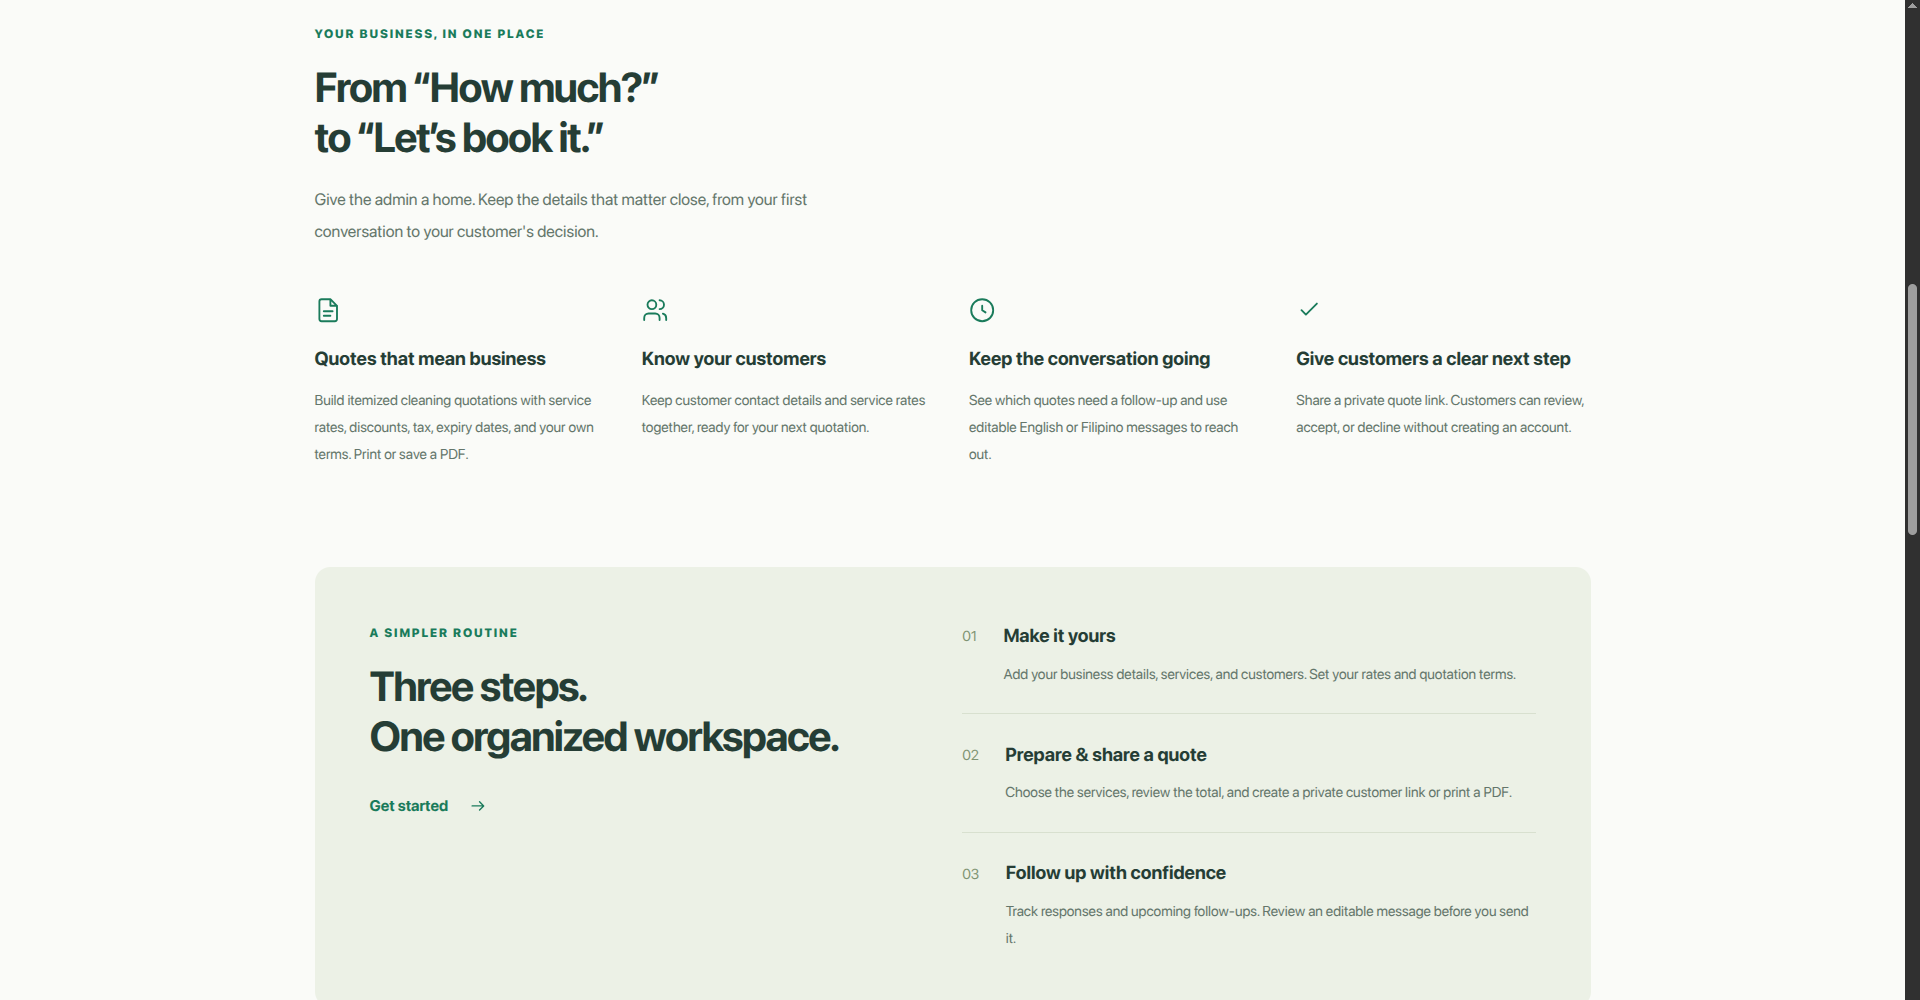 YOUR BUSINESS, IN ONE PLACE
From “How much?”
to “Let’s book it.”
Give the admin a home. Keep the details that matter close, from your first
conversation to your customer's decision.
Quotes that mean business
Build itemized cleaning quotations with service
rates, discounts, tax, expiry dates, and your own
terms. Print or save a PDF.
Know your customers
Keep customer contact details and service rates
together, ready for your next quotation.
Keep the conversation going
See which quotes need a follow-up and use
editable English or Filipino messages to reach
out.
Give customers a clear next step
Share a private quote link. Customers can review,
accept, or decline without creating an account.
A SIMPLER ROUTINE
Three steps.
One organized workspace.
Get started
01 Make it yours
Add your business details, services, and customers. Set your rates and quotation terms.
02 Prepare & share a quote
Choose the services, review the total, and create a private customer link or print a PDF.
03 Follow up with confidence
Track responses and upcoming follow-ups. Review an editable message before you send
it.